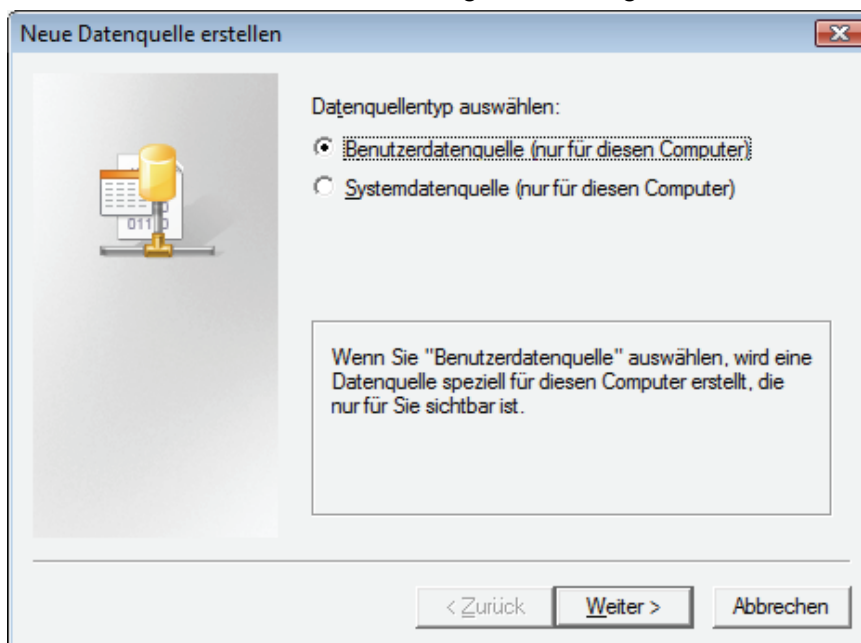 Neue Datenquelle erstellen
Datenquellentyp auswählen:
Benutzerdatenquelle (nur für diesen Computer)
Systemdatenquelle (nur für diesen Computer)
01110
Wenn Sie "Benutzerdatenquelle" auswählen, wird eine
Datenquelle speziell für diesen Computer erstellt, die
nur für Sie sichtbar ist.
< Zurück
Weiter >
Abbrechen